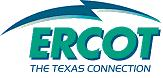 ERCOT
THE TEXAS CONNECTION